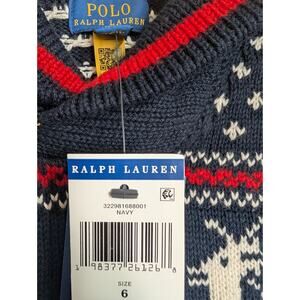 POLO
RALPH LAUREN
RALPH LAUREN
322981688001
NAVY
1 98377 26126 8
SIZE
6